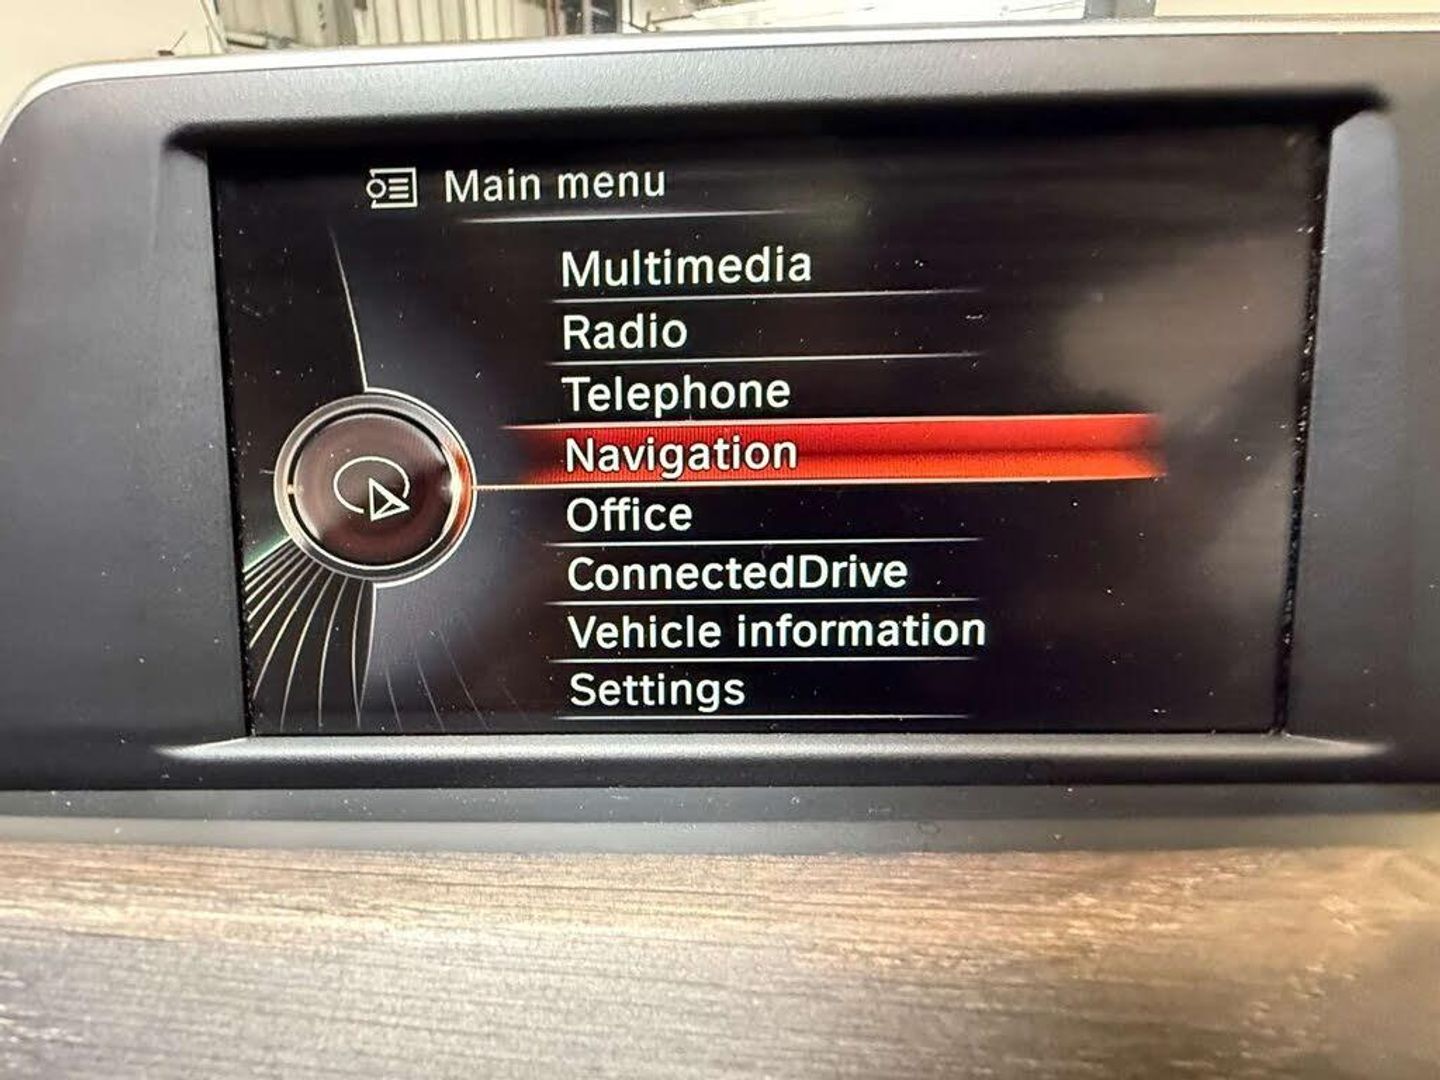 Main menu
Multimedia
Radio
Telephone
Navigation
Office
ConnectedDrive
Vehicle information
Settings